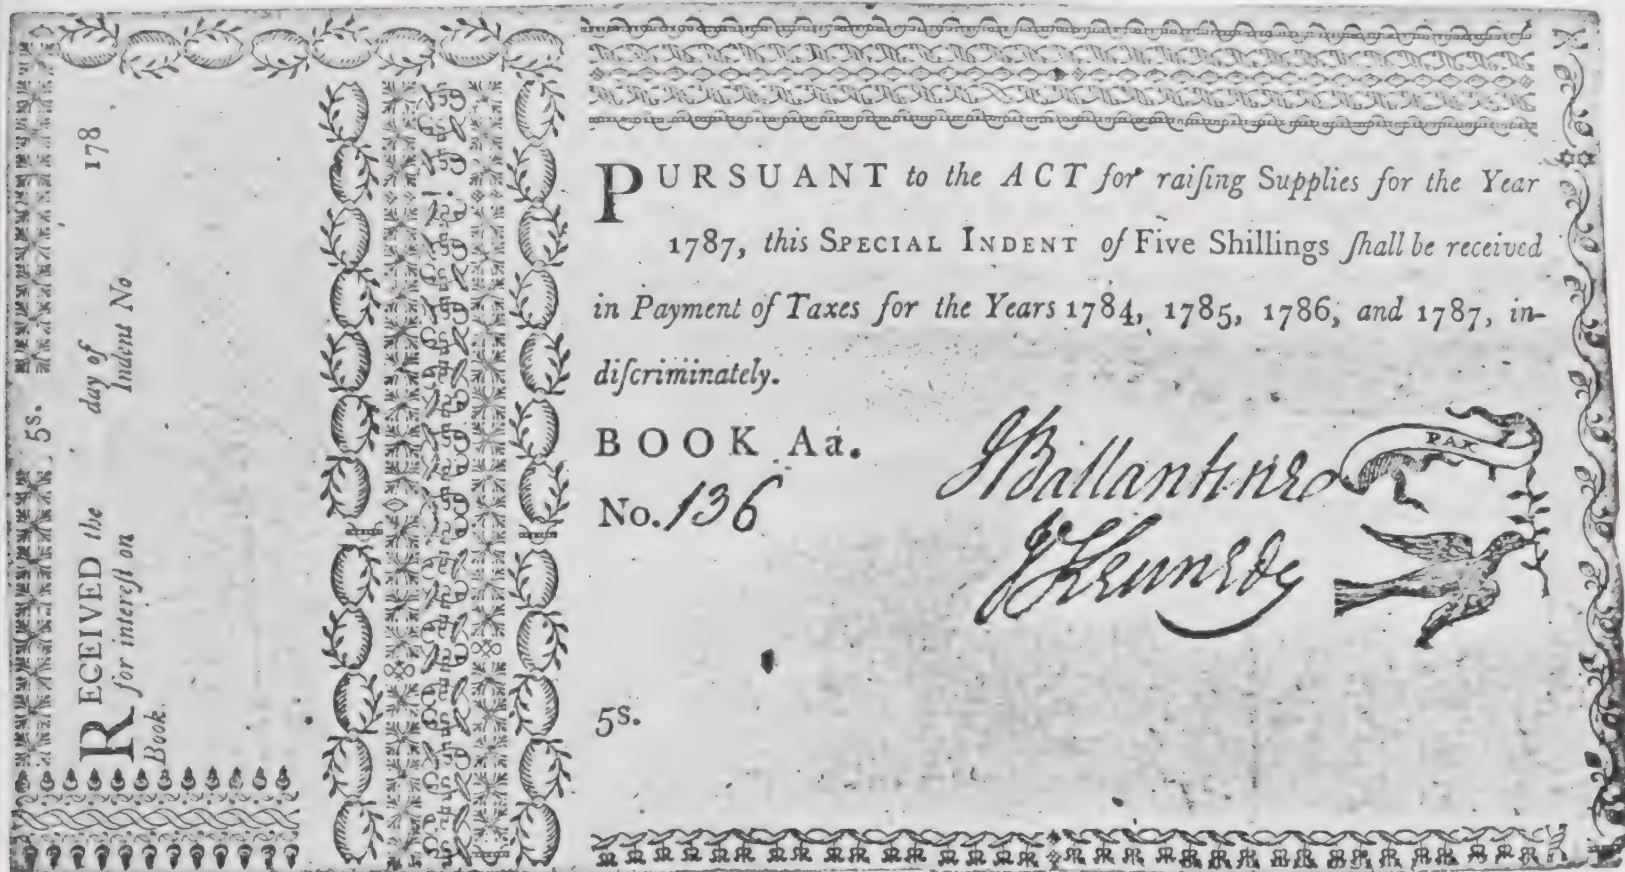 5s.
RECEIVED the day of 178
for intereſt on Indent No
Book.
PURSUANT to the ACT for raiſing Supplies for the Year
1787, this SPECIAL INDENT of Five Shillings ſhall be received
in Payment of Taxes for the Years 1784, 1785, 1786, and 1787, in-
diſcriminately.
BOOK Aa.
No. 136
JBallantine
PAX
JKennedy
5s.